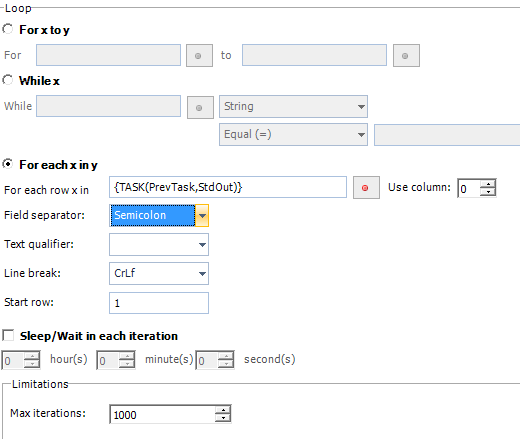 Loop
For x to y
For to
While x
While String
Equal (=)
For each x in y
For each row x in {TASK(PrevTask,StdOut)} Use column: 0
Field separator: Semicolon
Text qualifier:
Line break: CrLf
Start row: 1
Sleep/Wait in each iteration
0 hour(s) 0 minute(s) 0 second(s)
Limitations
Max iterations: 1000